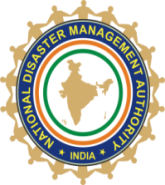 NATIONAL DISASTER MANAGEMENT AUTHORITY
INDIA